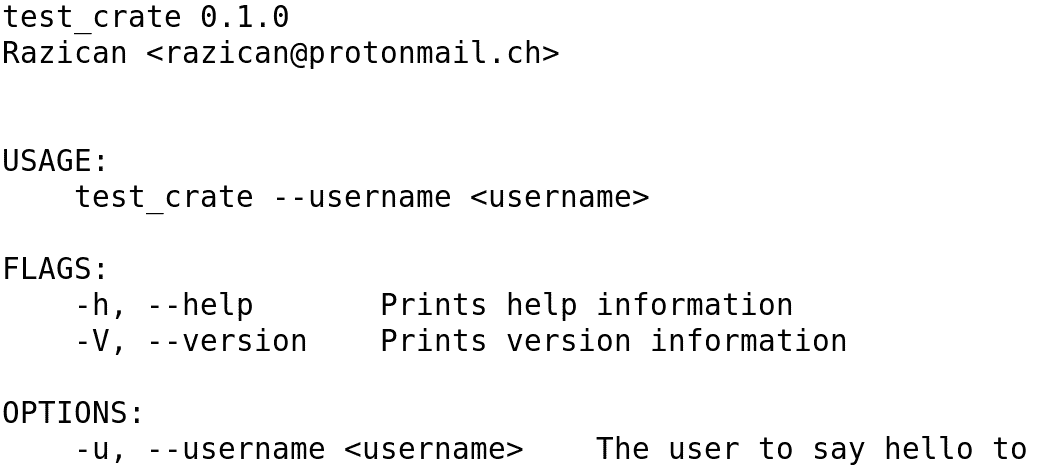 test_crate 0.1.0
Razican <razican@protonmail.ch>
USAGE:
test_crate --username <username>
FLAGS:
-h, --help Prints help information
-V, --version Prints version information
OPTIONS:
-u, --username <username> The user to say hello to